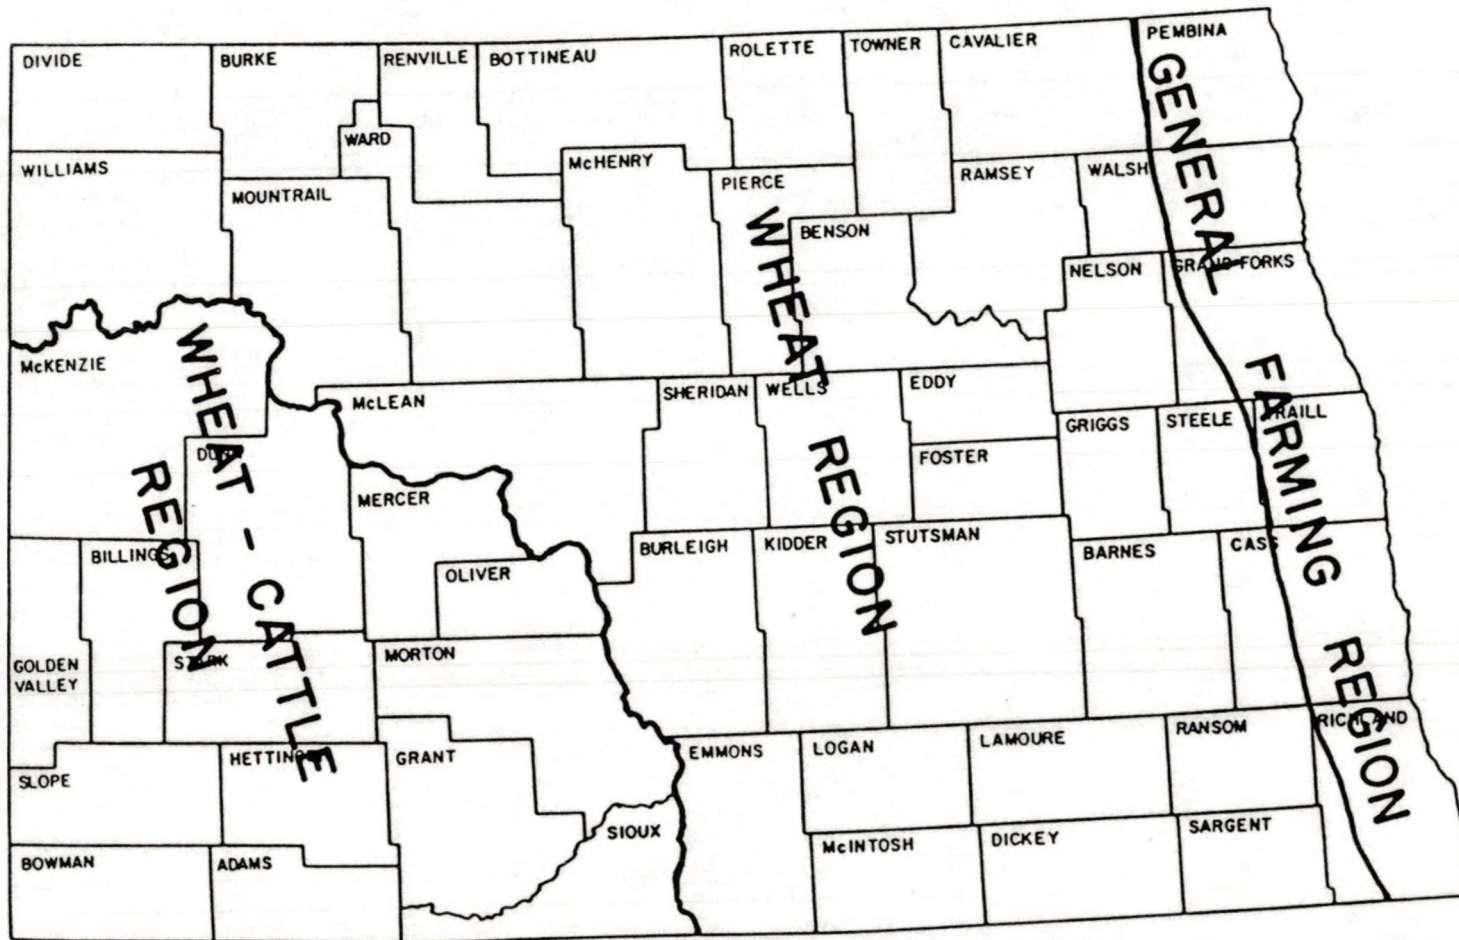 DIVIDE
BURKE
RENVILLE
BOTTINEAU
ROLETTE
TOWNER
CAVALIER
PEMBINA
WILLIAMS
WARD
MOUNTRAIL
McHENRY
PIERCE
RAMSEY
WALSH
BENSON
NELSON
GRAND FORKS
McKENZIE
McLEAN
SHERIDAN
WELLS
EDDY
GRIGGS
STEELE
TRAILL
DUNN
MERCER
FOSTER
BILLINGS
OLIVER
BURLEIGH
KIDDER
STUTSMAN
BARNES
CASS
GOLDEN
VALLEY
STARK
MORTON
SLOPE
HETTINGER
GRANT
EMMONS
LOGAN
LAMOURE
RANSOM
RICHLAND
BOWMAN
ADAMS
SIOUX
McINTOSH
DICKEY
SARGENT
WHEAT - CATTLE
REGION
WHEAT REGION
GENERAL FARMING REGION